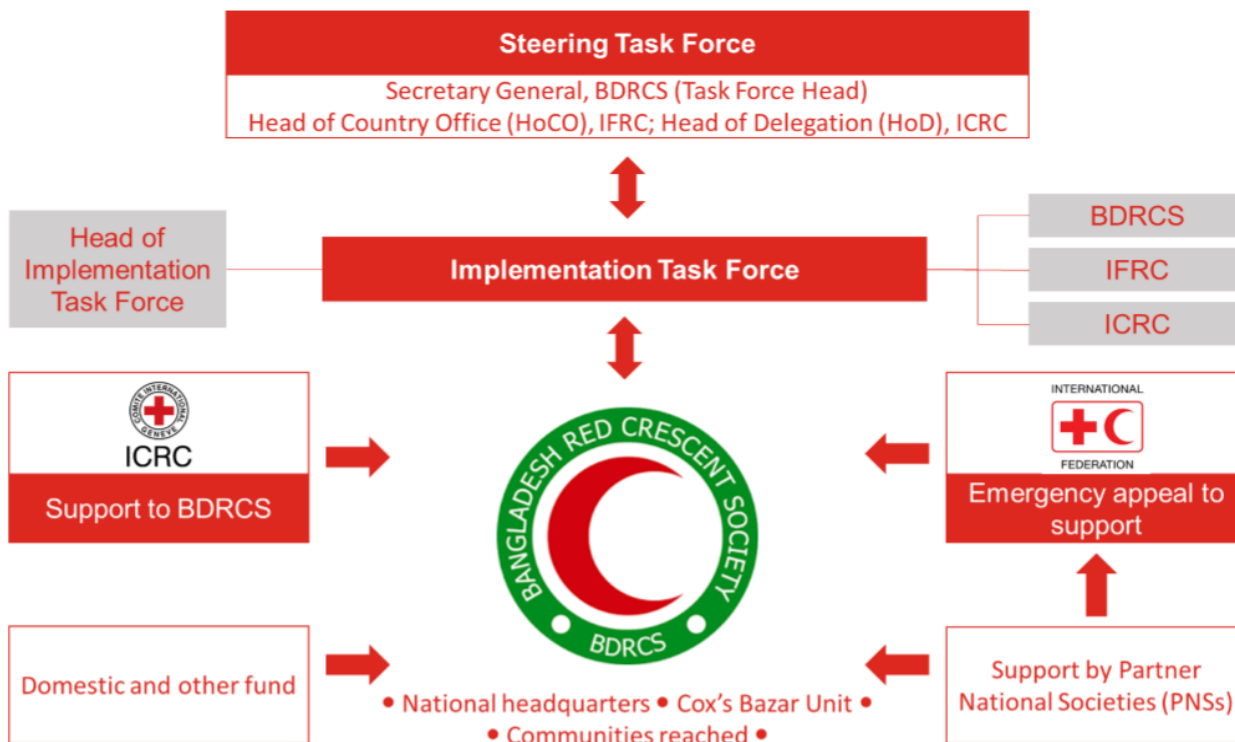 Steering Task Force
Secretary General, BDRCS (Task Force Head)
Head of Country Office (HoCO), IFRC; Head of Delegation (HoD), ICRC
Head of
Implementation
Task Force
Implementation Task Force
BDRCS
IFRC
ICRC
COMITE INTERNATIONAL
GENEVE
ICRC
Support to BDRCS
BANGLADESH RED CRESCENT SOCIETY
BDRCS
INTERNATIONAL
FEDERATION
Emergency appeal to
support
Domestic and other fund
Support by Partner
National Societies (PNSs)
• National headquarters • Cox's Bazar Unit •
• Communities reached •